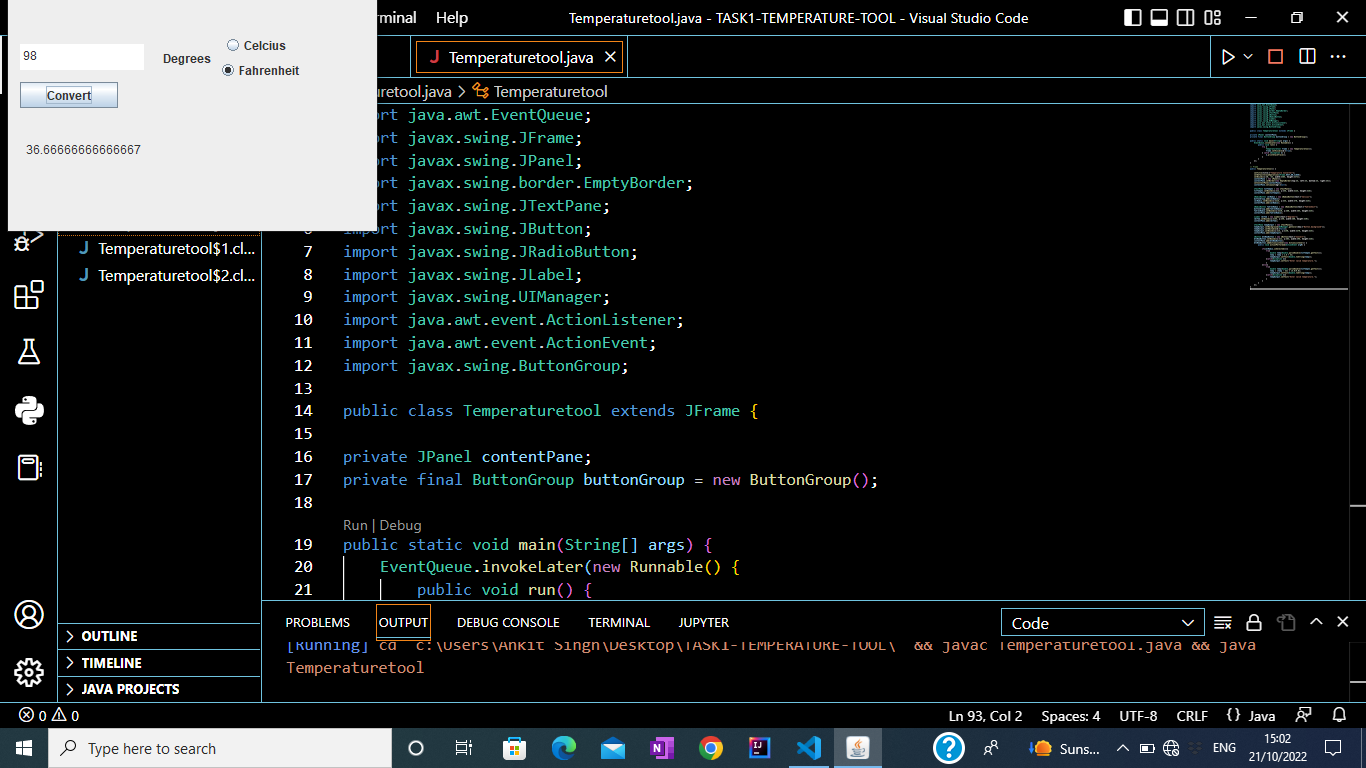 rminal Help Temperaturetool.java - TASK1-TEMPERATURE-TOOL - Visual Studio Code
98
Degrees
Celcius
Fahrenheit
Convert
36.66666666666667
J Temperaturetool.java
uretool.java > Temperaturetool
ort java.awt.EventQueue;
ort javax.swing.JFrame;
ort javax.swing.JPanel;
ort javax.swing.border.EmptyBorder;
ort javax.swing.JTextPane;
6 import javax.swing.JButton;
7 import javax.swing.JRadioButton;
8 import javax.swing.JLabel;
9 import javax.swing.UIManager;
10 import java.awt.event.ActionListener;
11 import java.awt.event.ActionEvent;
12 import javax.swing.ButtonGroup;
13
14 public class Temperaturetool extends JFrame {
15
16 private JPanel contentPane;
17 private final ButtonGroup buttonGroup = new ButtonGroup();
18
Run | Debug
19 public static void main(String[] args) {
20 EventQueue.invokeLater(new Runnable() {
21 public void run() {
J Temperaturetool$1.cl...
J Temperaturetool$2.cl...
OUTLINE
TIMELINE
JAVA PROJECTS
PROBLEMS OUTPUT DEBUG CONSOLE TERMINAL JUPYTER Code
[Running] cd "c:\Users\Ankit Singh\Desktop\TASK1-TEMPERATURE-TOOL\" && javac Temperaturetool.java && java
Temperaturetool
0 0 Ln 93, Col 2 Spaces: 4 UTF-8 CRLF {} Java
Type here to search
Suns... ENG
15:02
21/10/2022